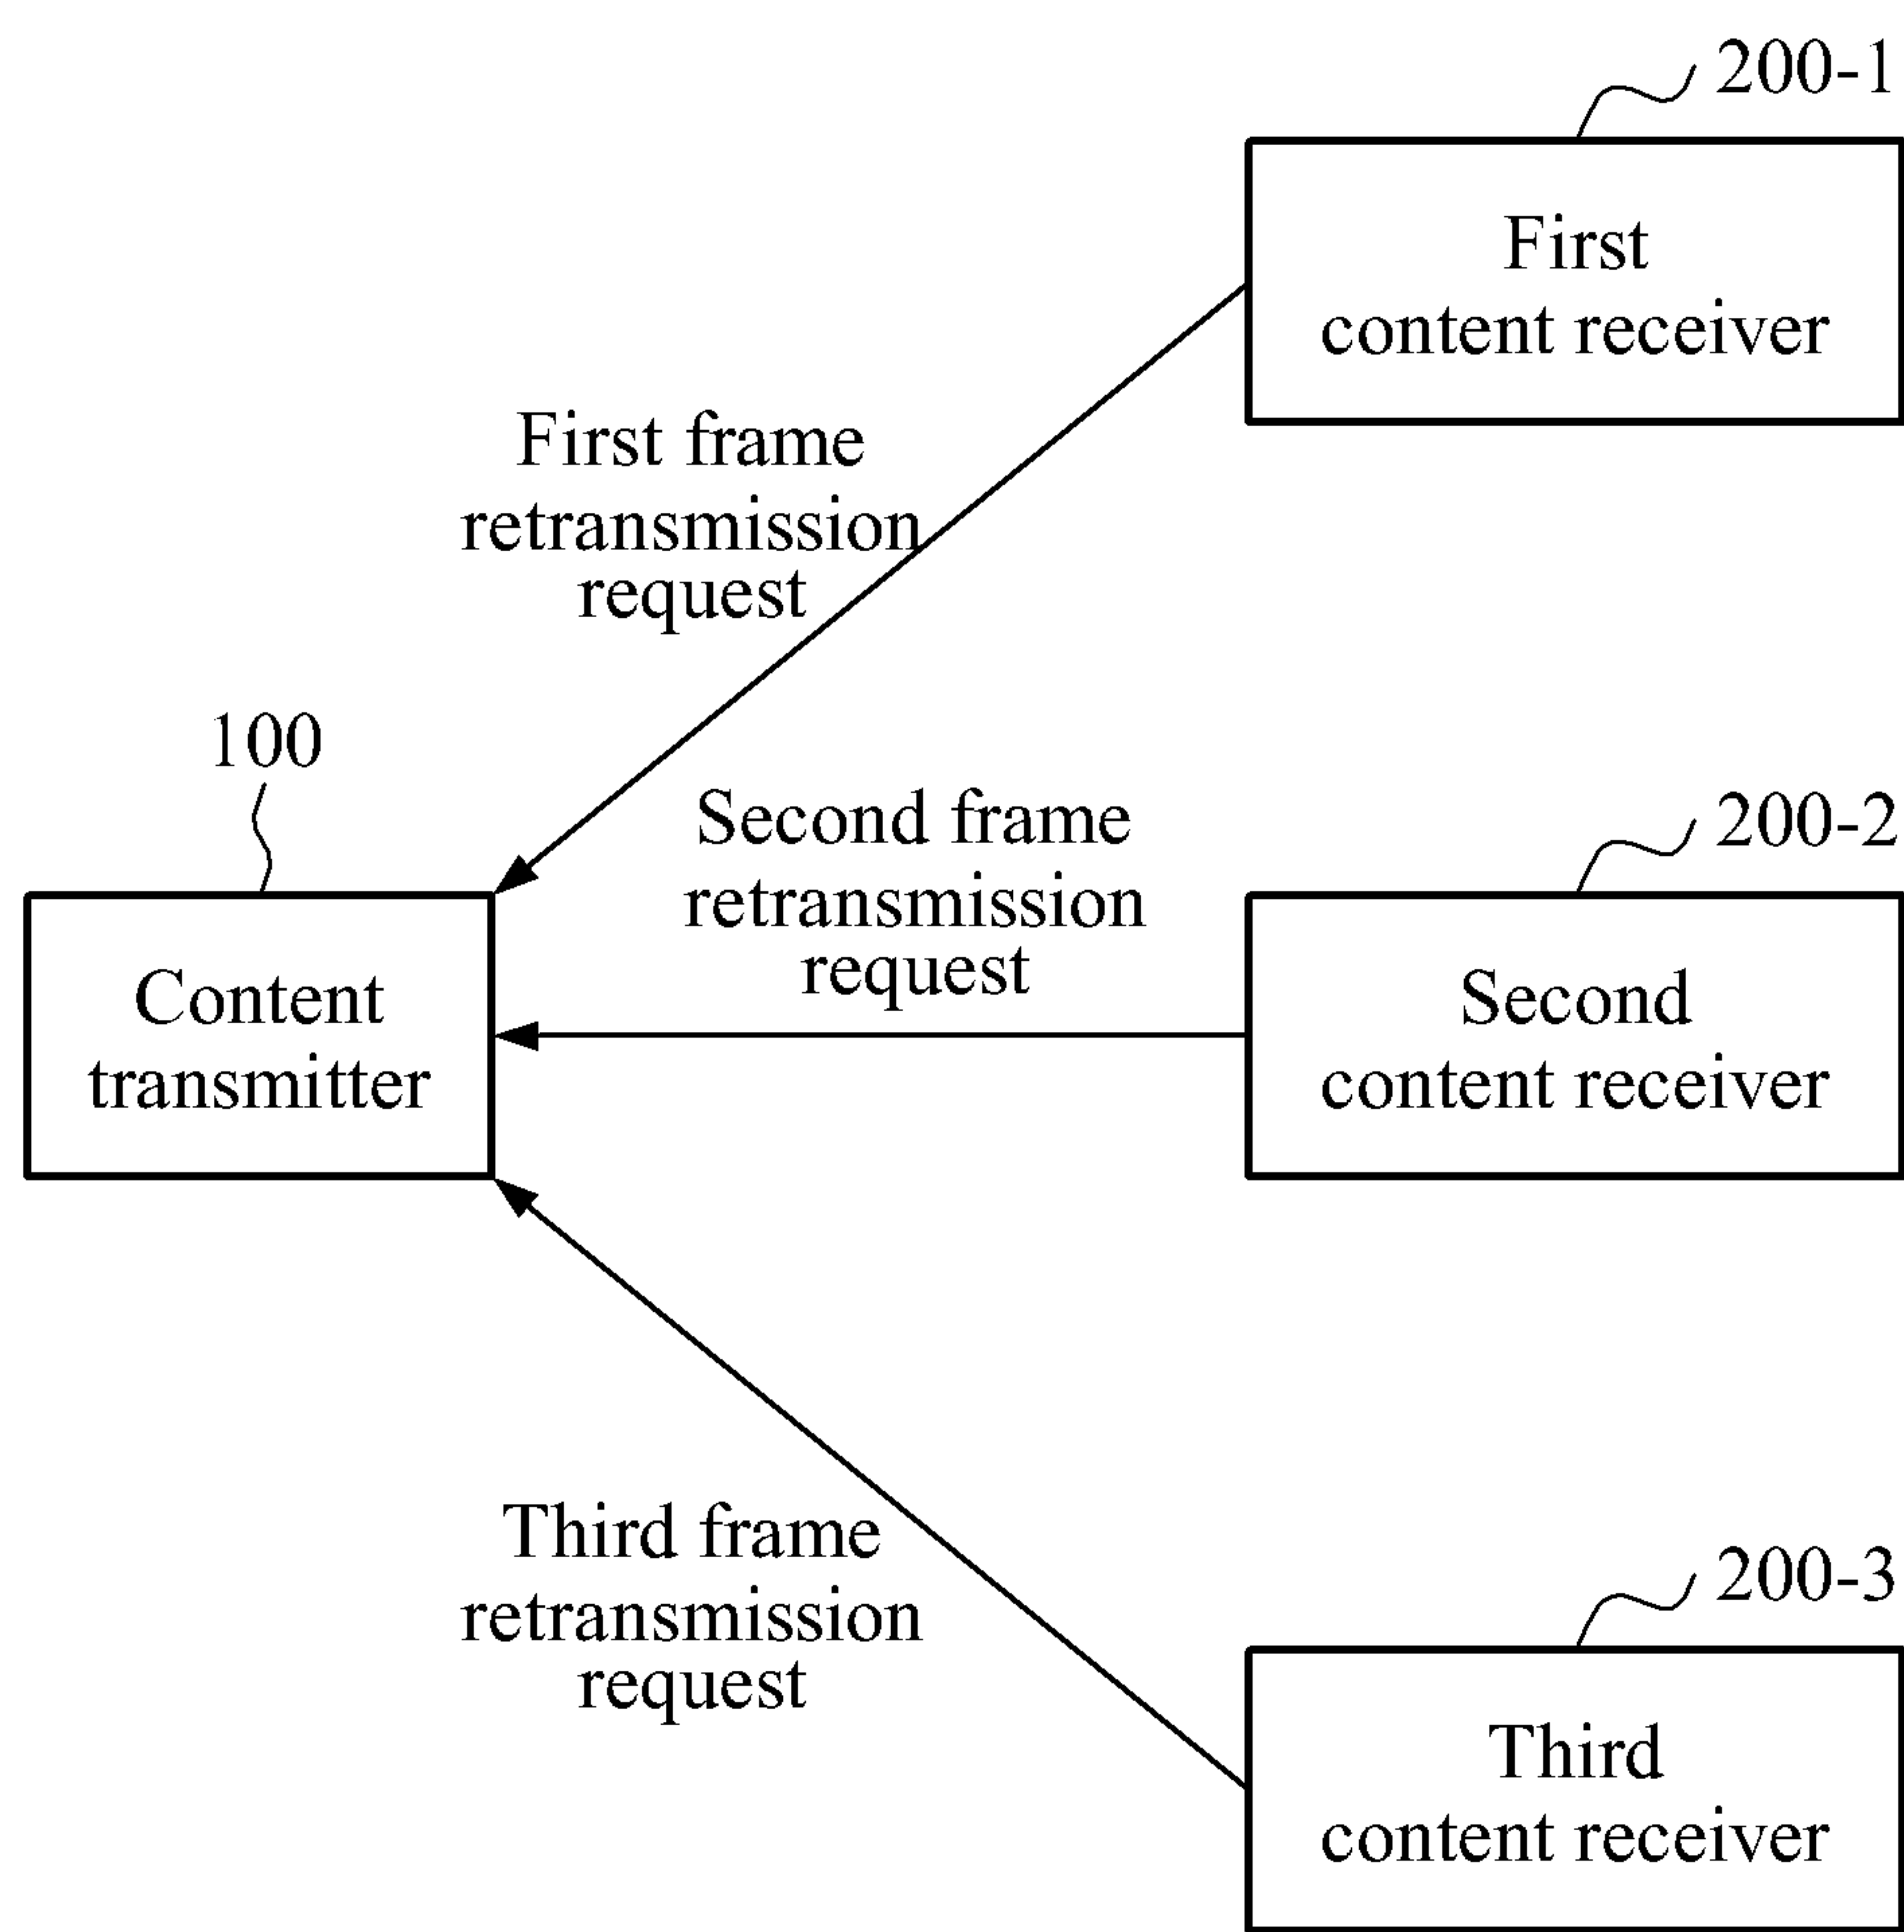 200-1
First
content receiver
First frame
retransmission
request
100
Second frame
retransmission
request
200-2
Content
transmitter
Second
content receiver
Third frame
retransmission
request
200-3
Third
content receiver